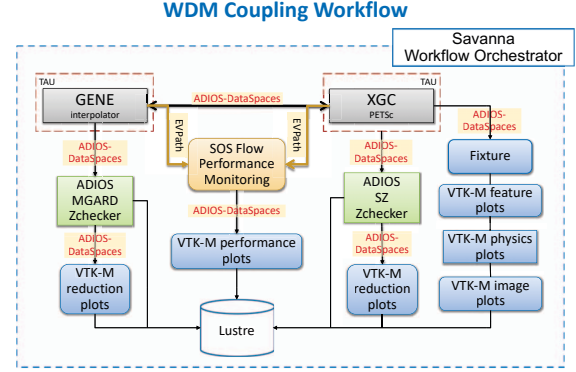 WDM Coupling Workflow
Savanna
Workflow Orchestrator
TAU
GENE
interpolator
ADIOS-DataSpaces
TAU
XGC
PETSc
EVPath
EVPath
ADIOS-
DataSpaces
SOS Flow
Performance
Monitoring
ADIOS-
DataSpaces
ADIOS-
DataSpaces
Fixture
ADIOS
MGARD
Zchecker
ADIOS
SZ
Zchecker
VTK-M feature
plots
ADIOS-DataSpaces
ADIOS-
DataSpaces
VTK-M performance
plots
ADIOS-
DataSpaces
VTK-M physics
plots
VTK-M
reduction
plots
VTK-M
reduction
plots
VTK-M image
plots
Lustre